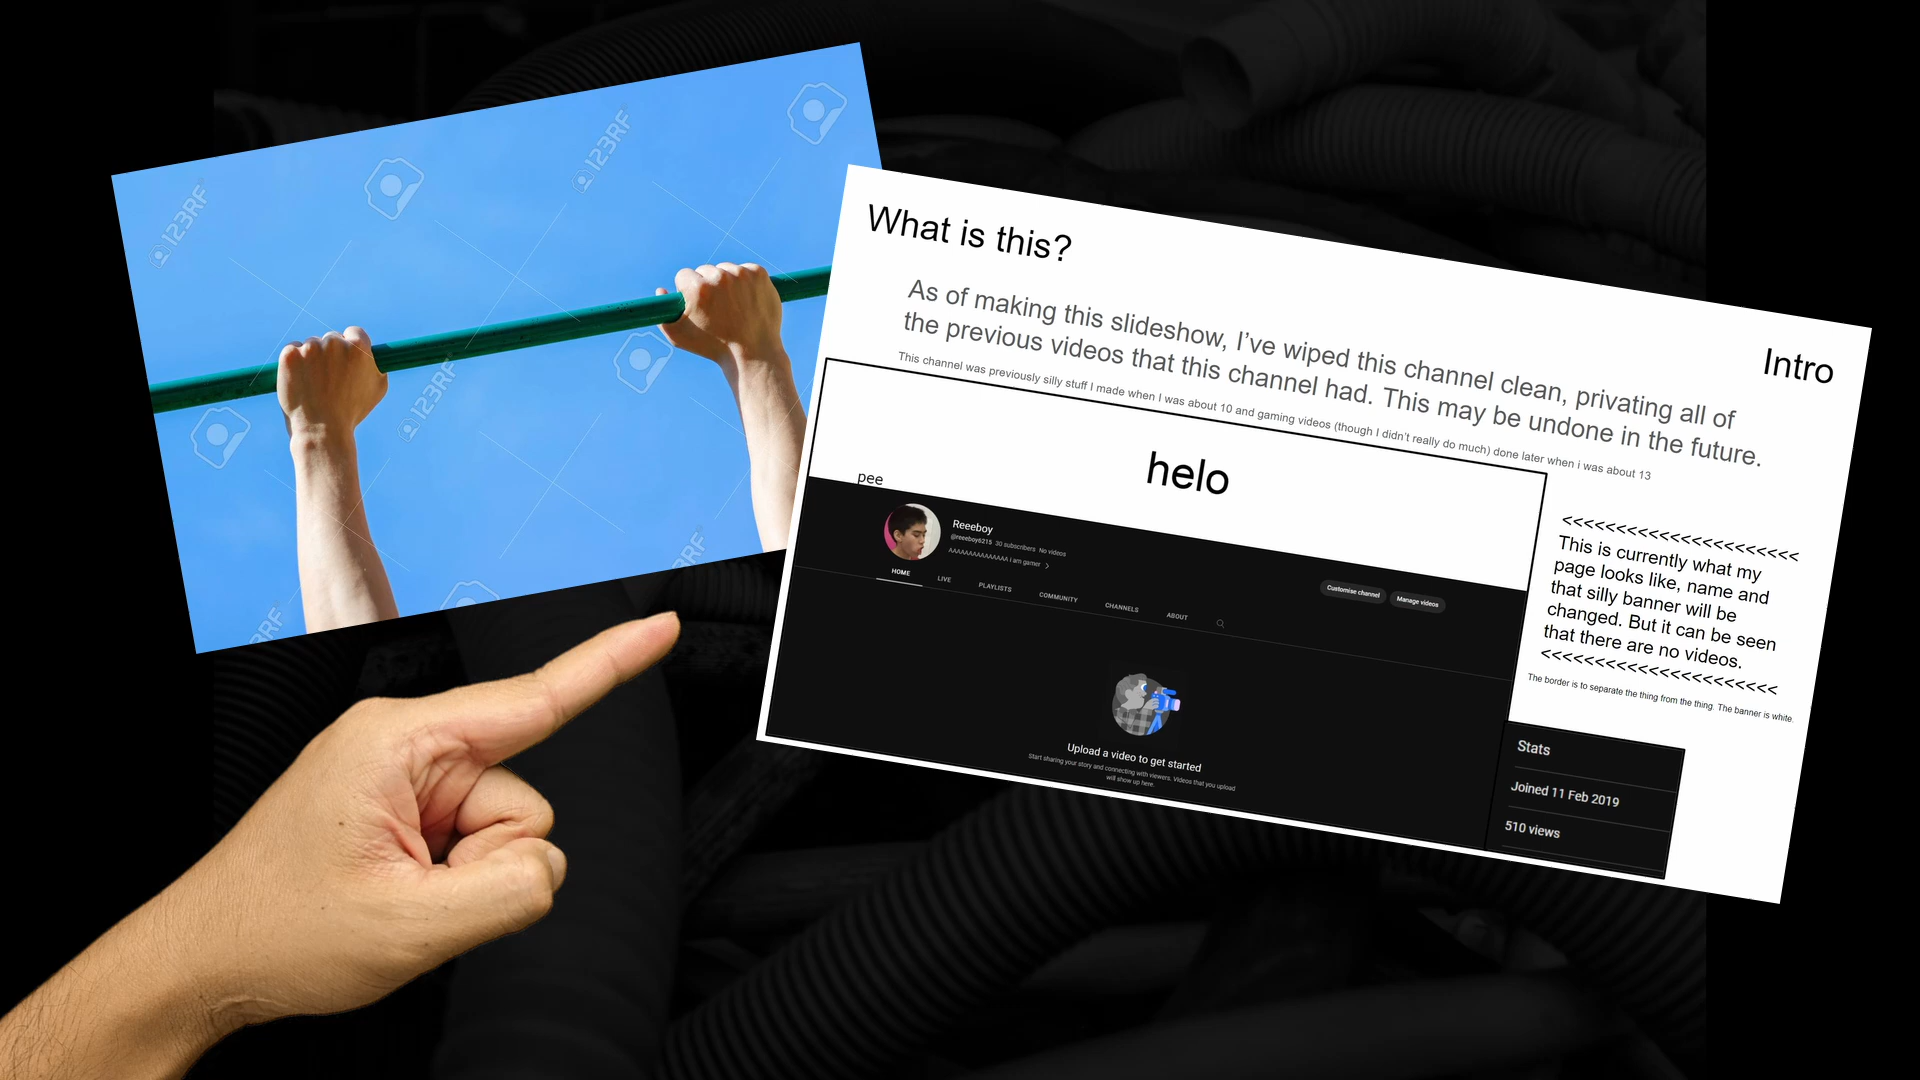 123RF
123RF
123RF
123RF
123RF
What is this?
Intro
As of making this slideshow, I've wiped this channel clean, privating all of
the previous videos that this channel had. This may be undone in the future.
This channel was previously silly stuff I made when I was about 10 and gaming videos (though I didn't really do much) done later when i was about 13
helo
pee
Reeeboy
@reeeboy6215 30 subscribers No videos
AAAAAAAAAAAAAAA i am gamer >
Customise channel
Manage videos
HOME
LIVE
PLAYLISTS
COMMUNITY
CHANNELS
ABOUT
Upload a video to get started
Start sharing your story and connecting with viewers. Videos that you upload
will show up here.
<<<<<<<<<<<<<<<<<<<<<<
This is currently what my
page looks like, name and
that silly banner will be
changed. But it can be seen
that there are no videos.
<<<<<<<<<<<<<<<<<<<<<<
The border is to separate the thing from the thing. The banner is white.
Stats
Joined 11 Feb 2019
510 views